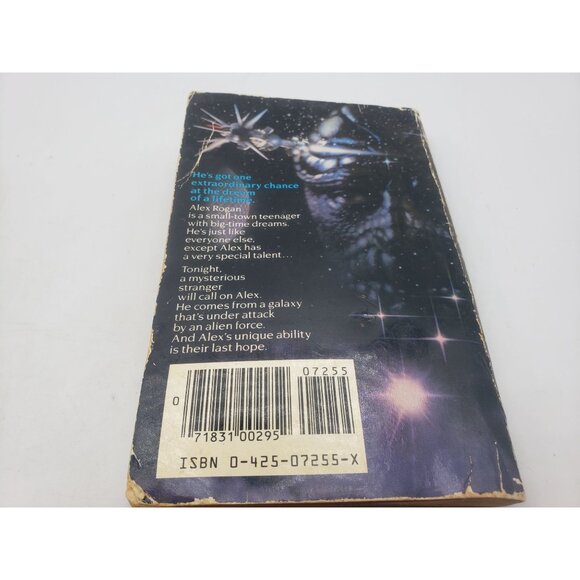 He's got one
extraordinary chance
at the dream
of a lifetime.
Alex Rogan
is a small-town teenager
with big-time dreams.
He's just like
everyone else,
except Alex has
a very special talent...
Tonight,
a mysterious
stranger
will call on Alex.
He comes from a galaxy
that's under attack
by an alien force.
And Alex's unique ability
is their last hope.
07255
0
71831 00295
ISBN 0-425-07255-X